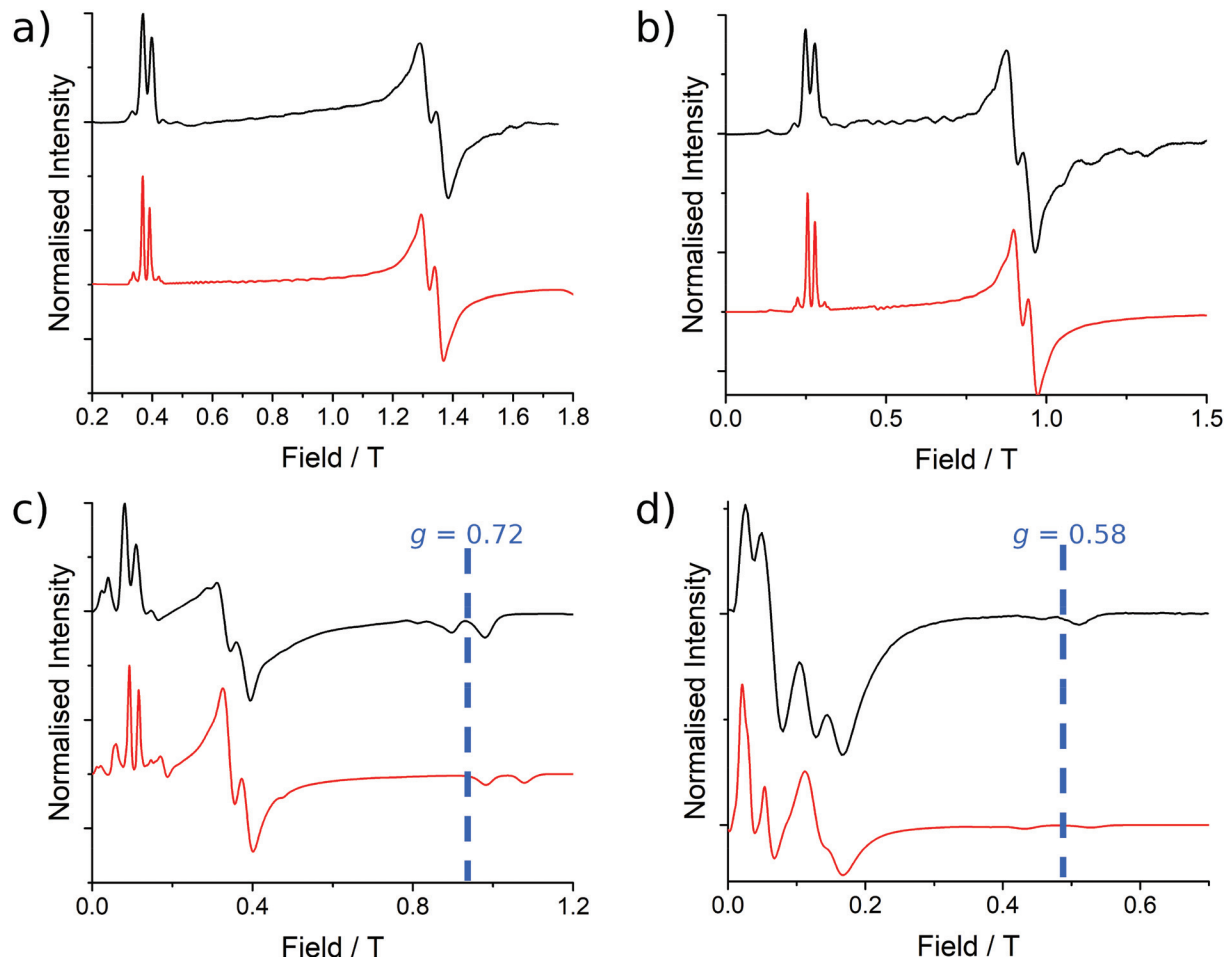 a)
Normalised Intensity
0.2 0.4 0.6 0.8 1.0 1.2 1.4 1.6 1.8
Field / T
b)
Normalised Intensity
0.0 0.5 1.0 1.5
Field / T
c)
g = 0.72
Normalised Intensity
0.0 0.4 0.8 1.2
Field / T
d)
g = 0.58
Normalised Intensity
0.0 0.2 0.4 0.6
Field / T